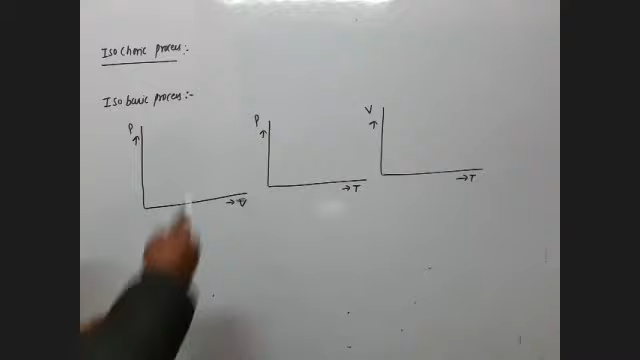 Isochoric process:-
Isobaric process:-
P
P
V
→ V
→ T
→ T